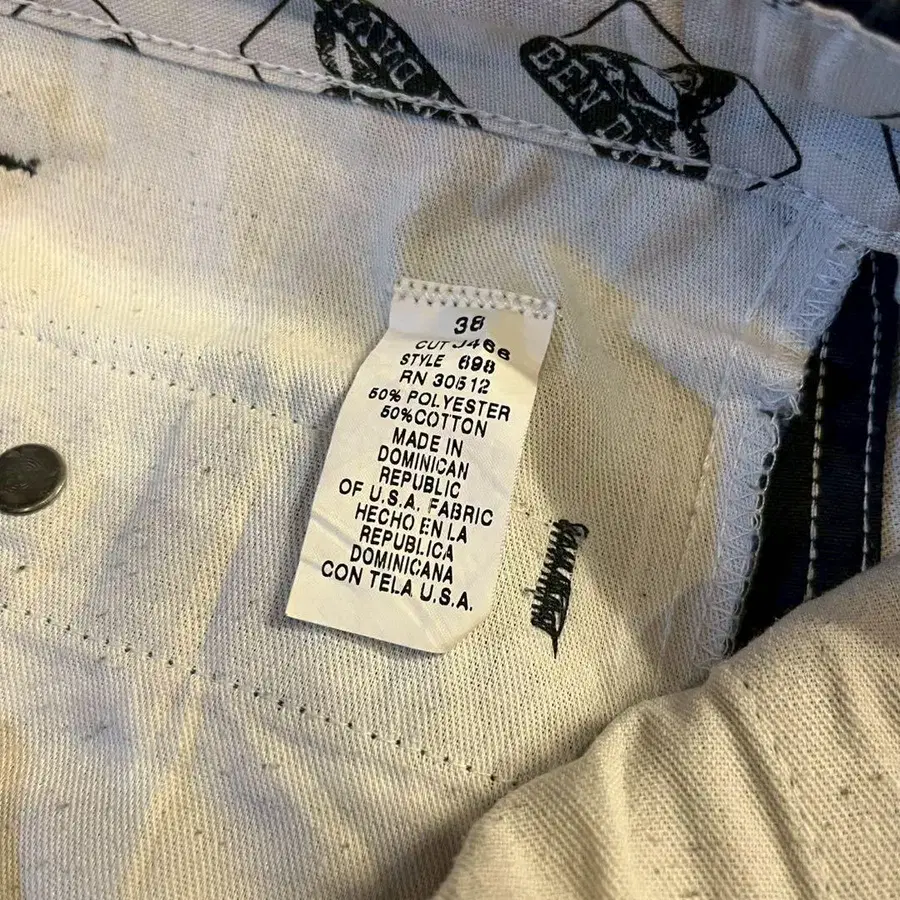 BEN D
38
CUT J466
STYLE 698
RN 30512
50% POLYESTER
50%COTTON
MADE IN
DOMINICAN
REPUBLIC
OF U.S.A. FABRIC
HECHO EN LA
REPUBLICA
DOMINICANA
CON TELA U.S.A.